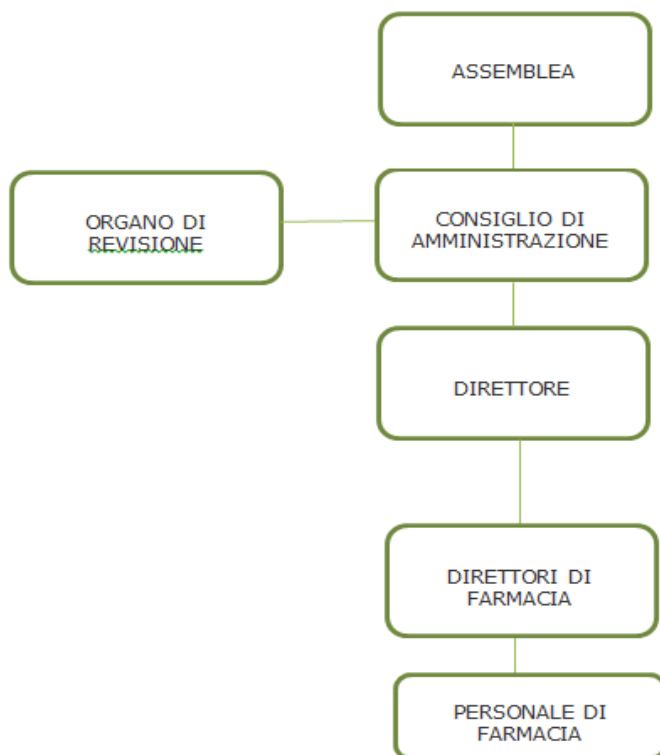 ASSEMBLEA
ORGANO DI
REVISIONE
CONSIGLIO DI
AMMINISTRAZIONE
DIRETTORE
DIRETTORI DI
FARMACIA
PERSONALE DI
FARMACIA